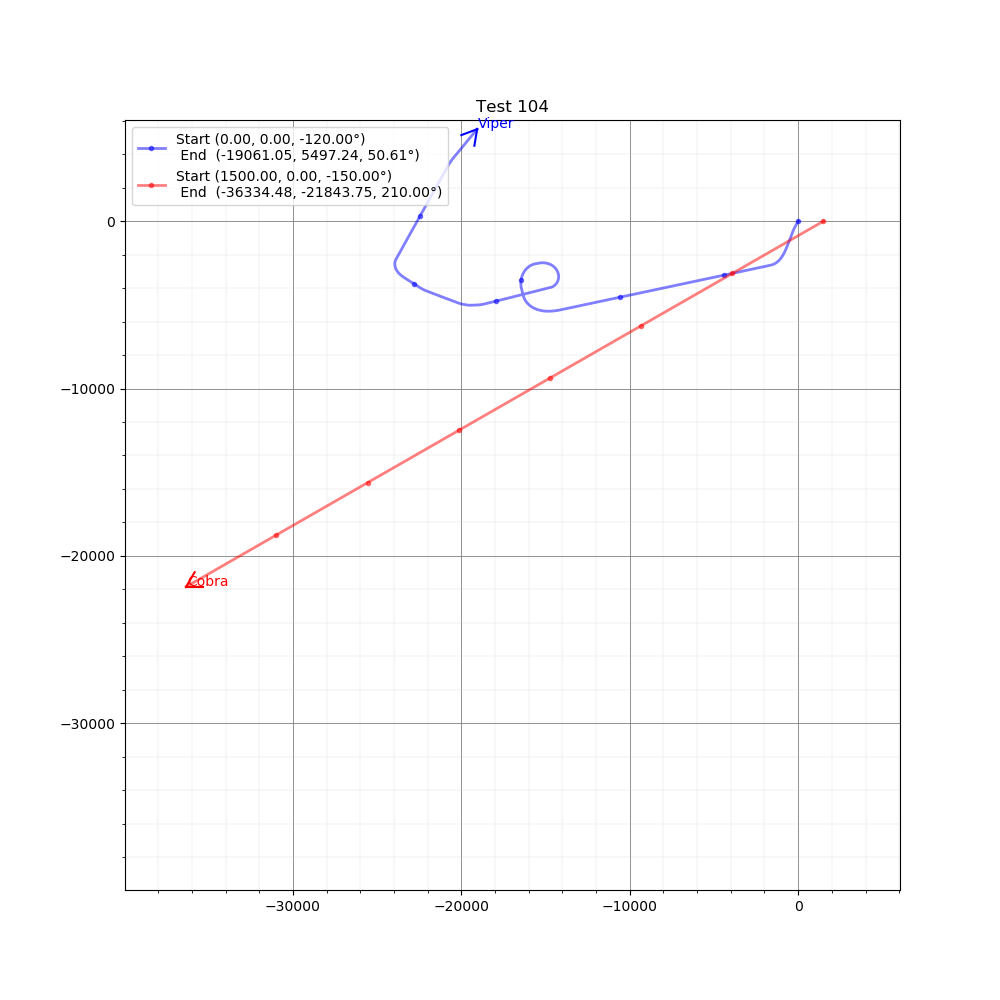 Test 104
Viper
Start (0.00, 0.00, -120.00°)
End (-19061.05, 5497.24, 50.61°)
Start (1500.00, 0.00, -150.00°)
End (-36334.48, -21843.75, 210.00°)
0
−10000
−20000
Cobra
−30000
−30000 −20000 −10000 0